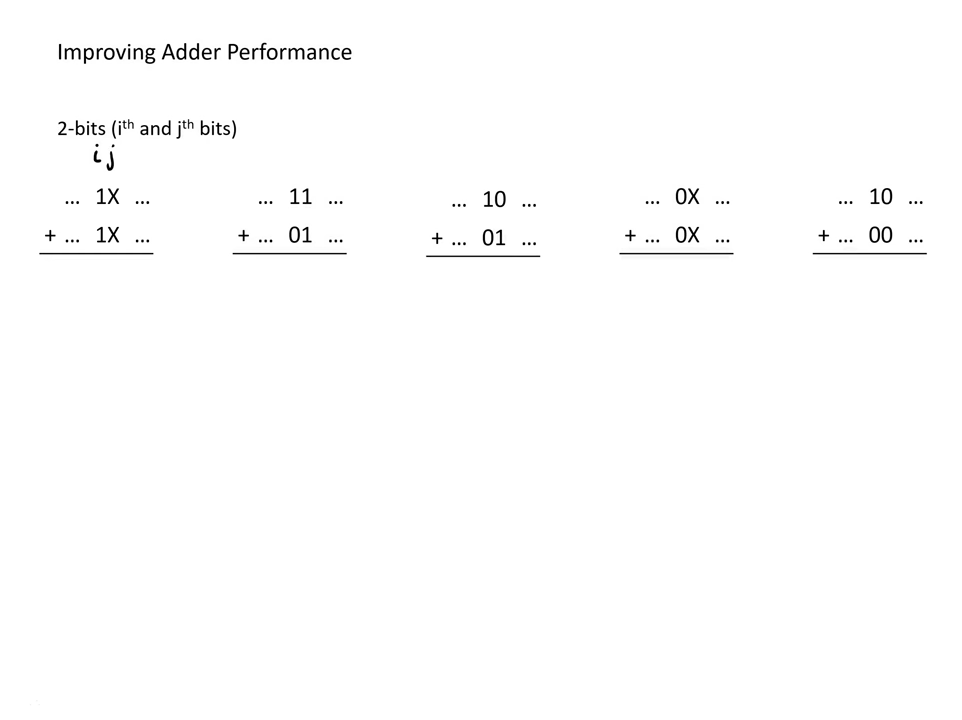 Improving Adder Performance
2-bits (iᵗʰ and jᵗʰ bits)
i j
… 1X … … 11 … … 10 … … 0X … … 10 …
+ … 1X … + … 01 … + … 01 … + … 0X … + … 00 …